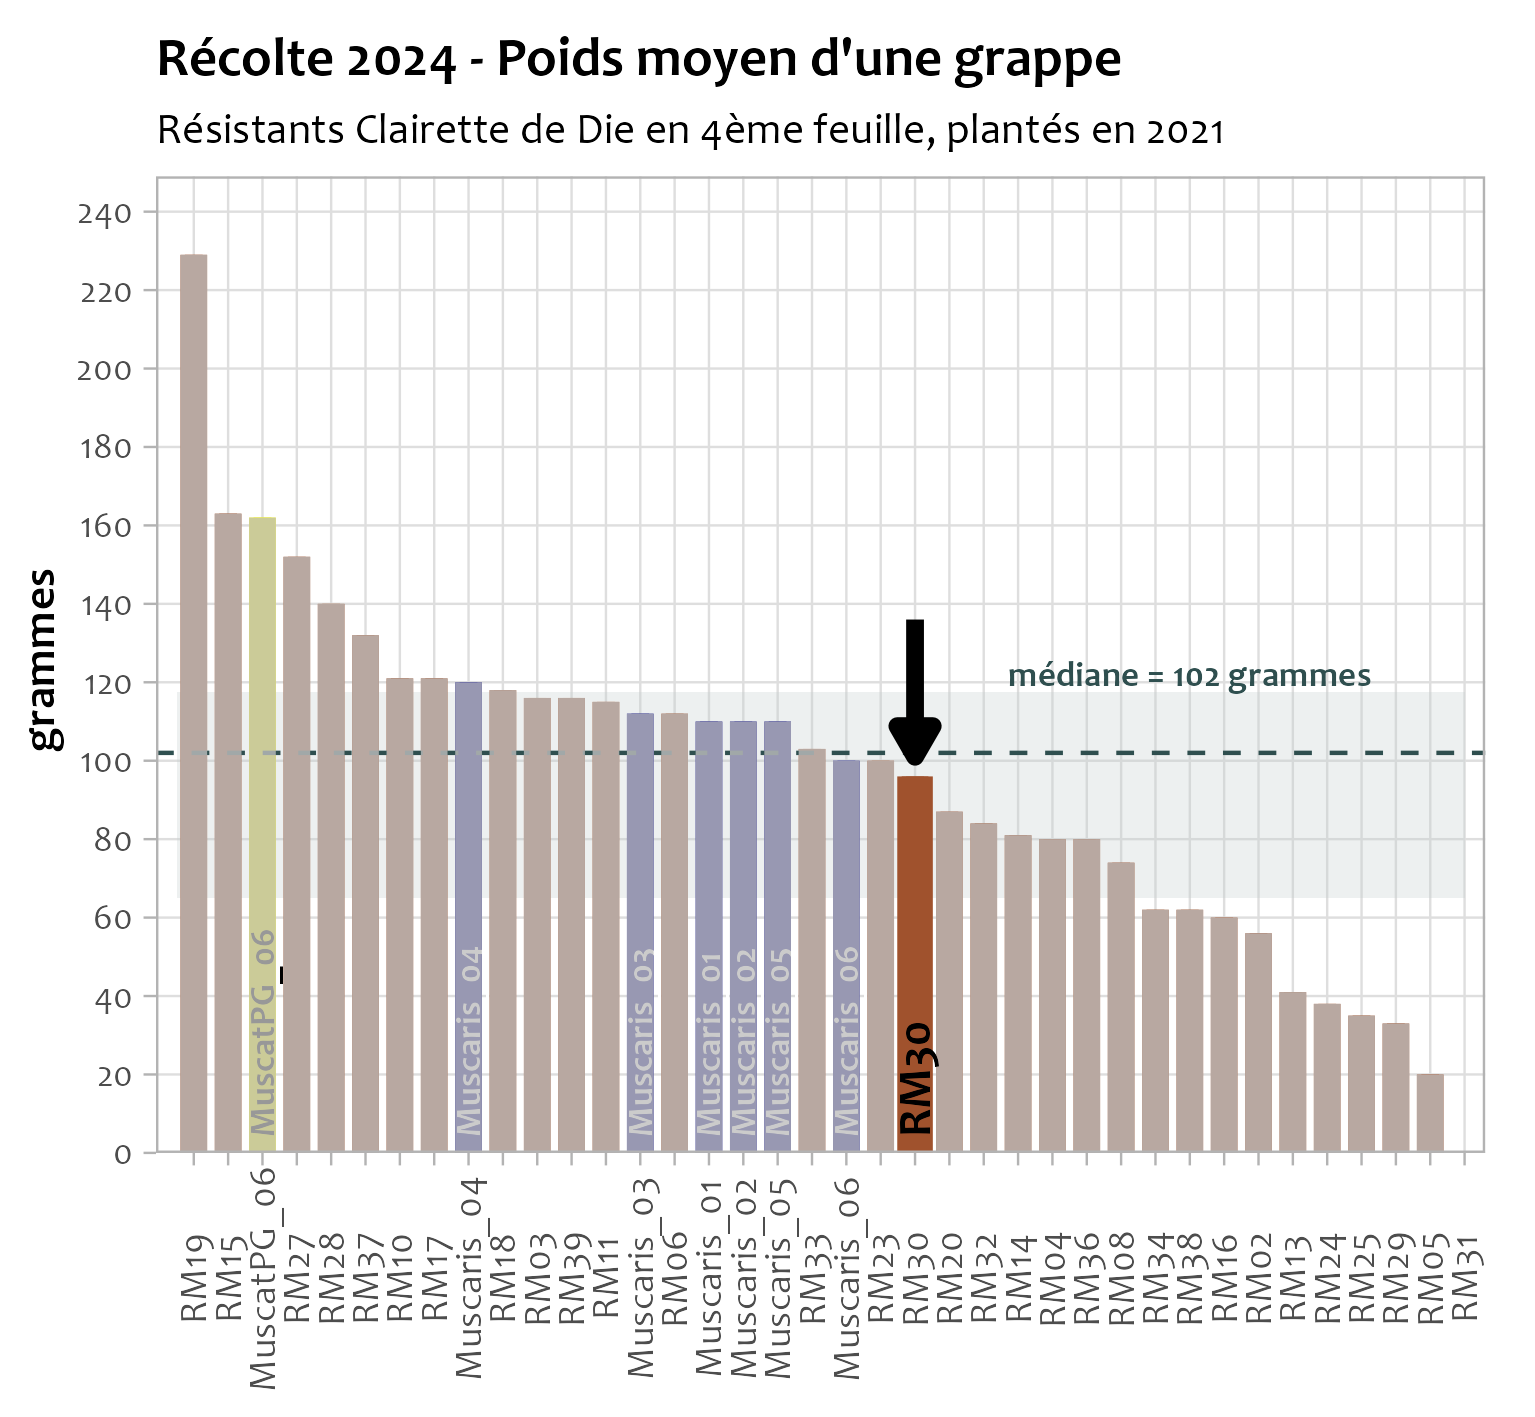 Récolte 2024 - Poids moyen d'une grappe
Résistants Clairette de Die en 4ème feuille, plantés en 2021
grammes
240
220
200
180
160
140
120
100
80
60
40
20
0
médiane = 102 grammes
MuscatPG_06
Muscaris_04
Muscaris_03
Muscaris_01
Muscaris_02
Muscaris_05
Muscaris_06
RM30
RM19
RM15
MuscatPG_06
RM27
RM28
RM37
RM10
RM17
Muscaris_04
RM18
RM03
RM39
RM11
Muscaris_03
RM06
Muscaris_01
Muscaris_02
Muscaris_05
RM33
Muscaris_06
RM23
RM30
RM20
RM32
RM14
RM04
RM36
RM08
RM34
RM38
RM16
RM02
RM13
RM24
RM25
RM29
RM05
RM31